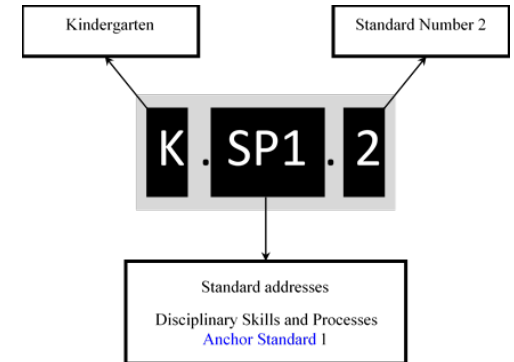 Kindergarten
Standard Number 2
K . SP1 . 2
Standard addresses
Disciplinary Skills and Processes
Anchor Standard 1